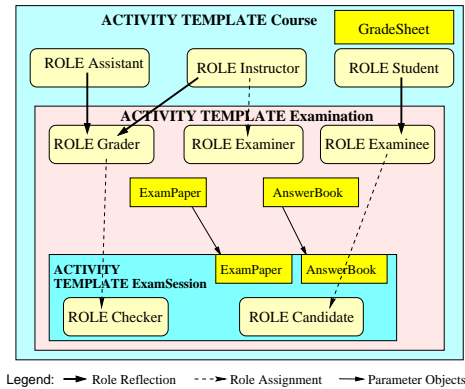 ACTIVITY TEMPLATE Course
GradeSheet
ROLE Assistant
ROLE Instructor
ROLE Student
ACTIVITY TEMPLATE Examination
ROLE Grader
ROLE Examiner
ROLE Examinee
ExamPaper
AnswerBook
ACTIVITY
TEMPLATE ExamSession
ExamPaper
AnswerBook
ROLE Checker
ROLE Candidate
Legend:
Role Reflection
Role Assignment
Parameter Objects